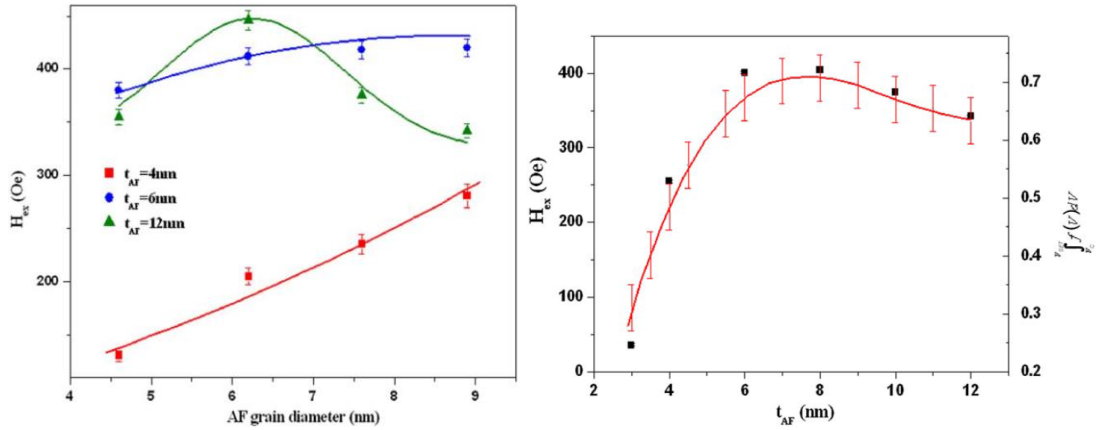 H_ex (Oe)
400
300
200
t_AF=4nm
t_AF=6nm
t_AF=12nm
4 5 6 7 8 9
AF grain diameter (nm)
H_ex (Oe)
400
300
200
100
0
2 4 6 8 10 12
t_AF (nm)
0.7
0.6
0.5
0.4
0.3
0.2